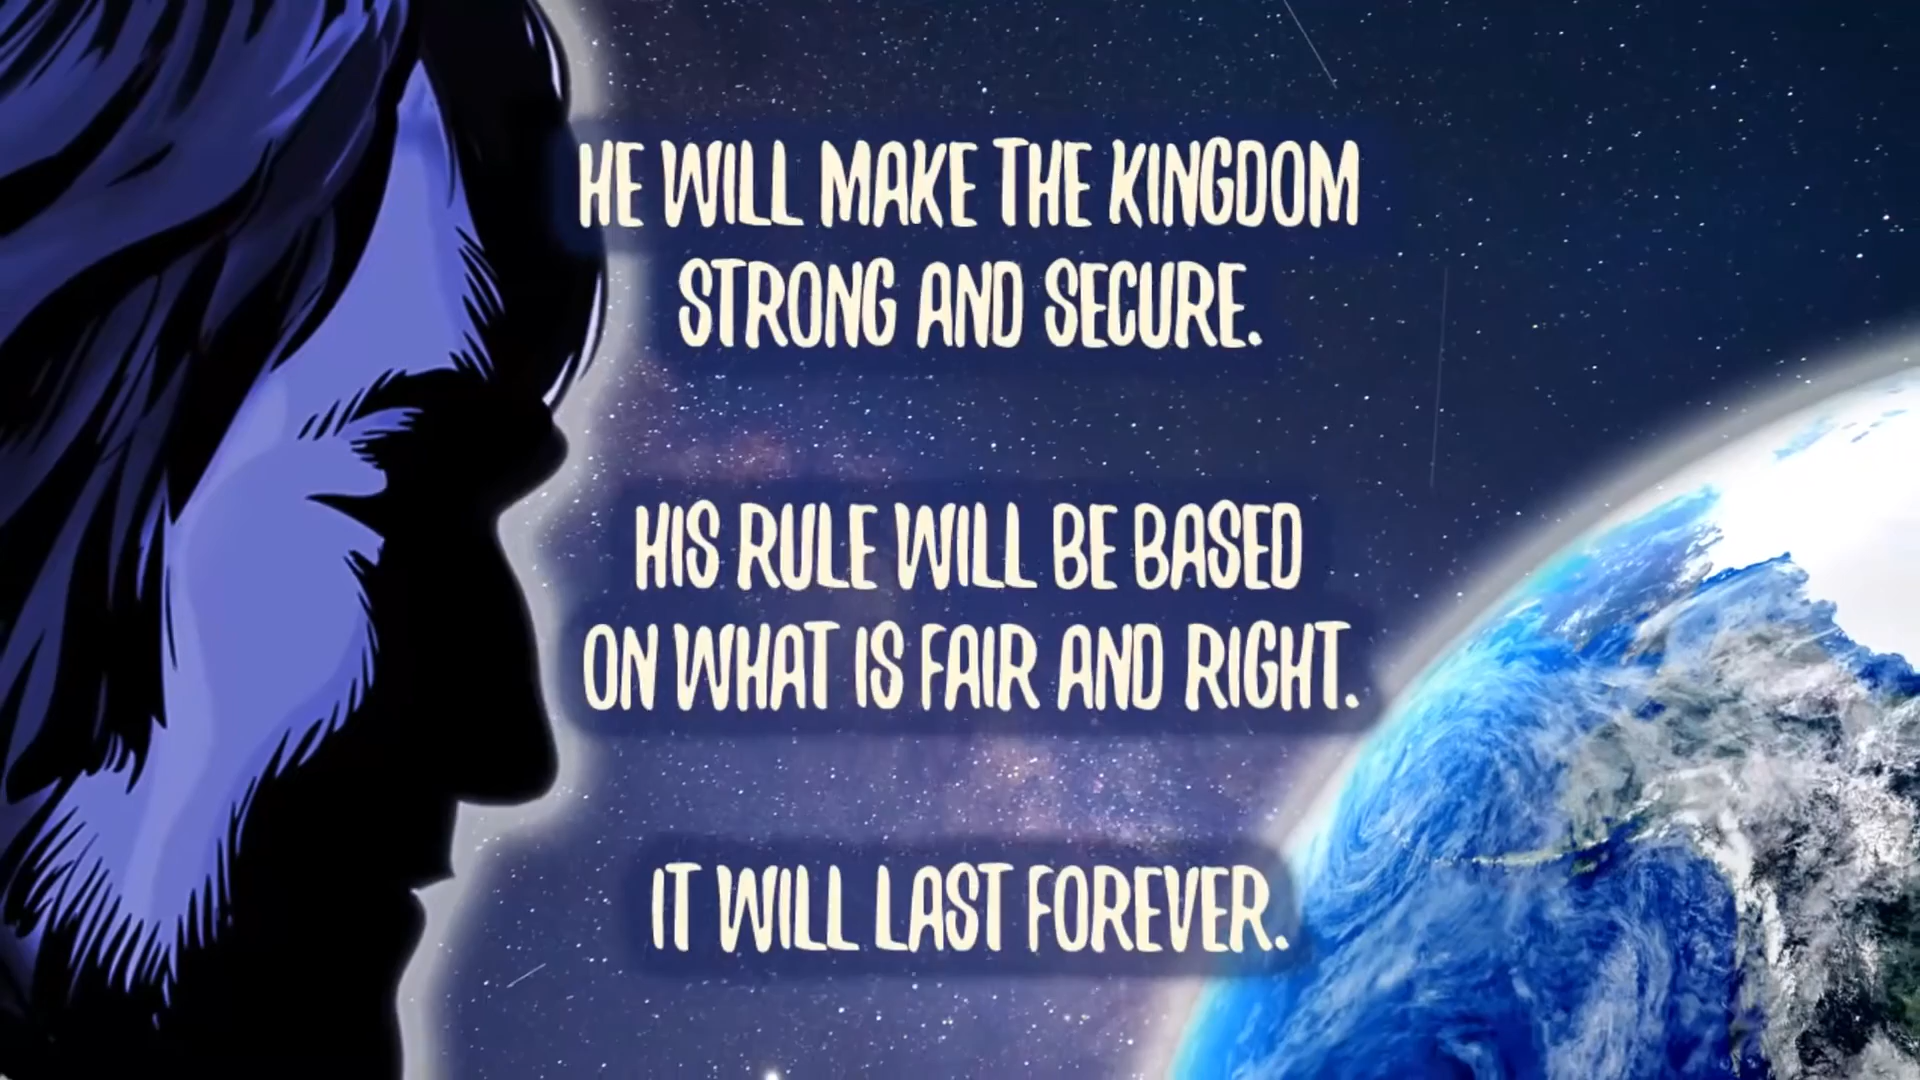 HE WILL MAKE THE KINGDOM
STRONG AND SECURE.
HIS RULE WILL BE BASED
ON WHAT IS FAIR AND RIGHT.
IT WILL LAST FOREVER.